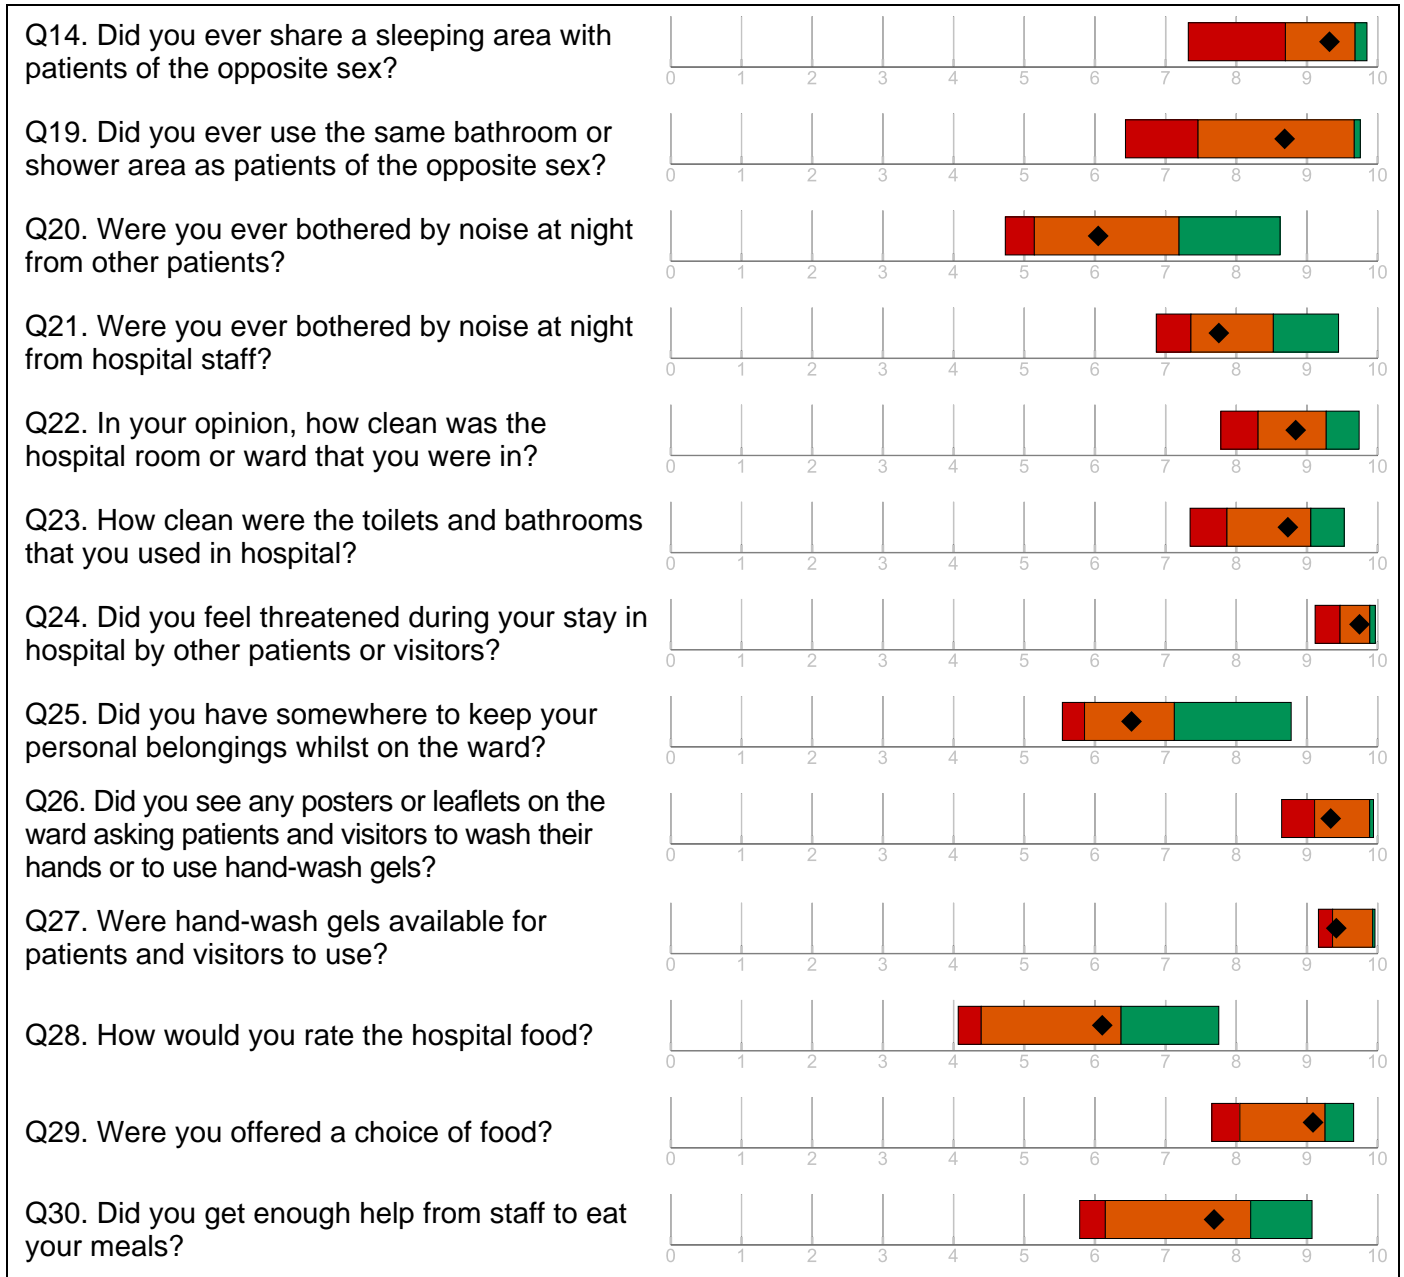 Q14. Did you ever share a sleeping area with
patients of the opposite sex?
0 1 2 3 4 5 6 7 8 9 10
Q19. Did you ever use the same bathroom or
shower area as patients of the opposite sex?
0 1 2 3 4 5 6 7 8 9 10
Q20. Were you ever bothered by noise at night
from other patients?
0 1 2 3 4 5 6 7 8 9 10
Q21. Were you ever bothered by noise at night
from hospital staff?
0 1 2 3 4 5 6 7 8 9 10
Q22. In your opinion, how clean was the
hospital room or ward that you were in?
0 1 2 3 4 5 6 7 8 9 10
Q23. How clean were the toilets and bathrooms
that you used in hospital?
0 1 2 3 4 5 6 7 8 9 10
Q24. Did you feel threatened during your stay in
hospital by other patients or visitors?
0 1 2 3 4 5 6 7 8 9 10
Q25. Did you have somewhere to keep your
personal belongings whilst on the ward?
0 1 2 3 4 5 6 7 8 9 10
Q26. Did you see any posters or leaflets on the
ward asking patients and visitors to wash their
hands or to use hand-wash gels?
0 1 2 3 4 5 6 7 8 9 10
Q27. Were hand-wash gels available for
patients and visitors to use?
0 1 2 3 4 5 6 7 8 9 10
Q28. How would you rate the hospital food?
0 1 2 3 4 5 6 7 8 9 10
Q29. Were you offered a choice of food?
0 1 2 3 4 5 6 7 8 9 10
Q30. Did you get enough help from staff to eat
your meals?
0 1 2 3 4 5 6 7 8 9 10